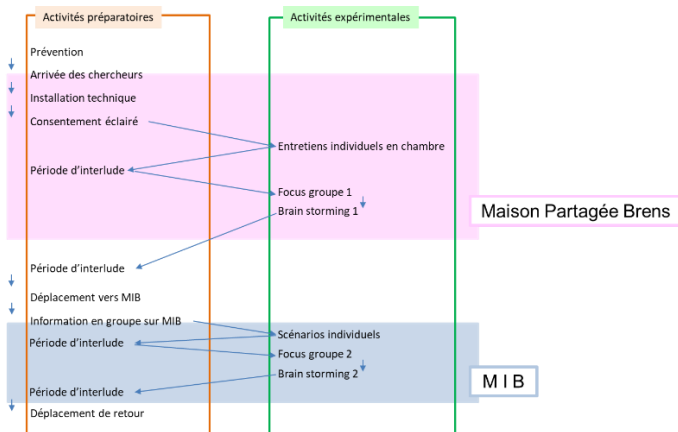 Activités préparatoires
Activités expérimentales
Prévention
Arrivée des chercheurs
Installation technique
Consentement éclairé
Entretiens individuels en chambre
Période d'interlude
Focus groupe 1
Brain storming 1
Maison Partagée Brens
Période d'interlude
Déplacement vers MIB
Information en groupe sur MIB
Scénarios individuels
Période d'interlude
Focus groupe 2
Brain storming 2
M I B
Période d'interlude
Déplacement de retour